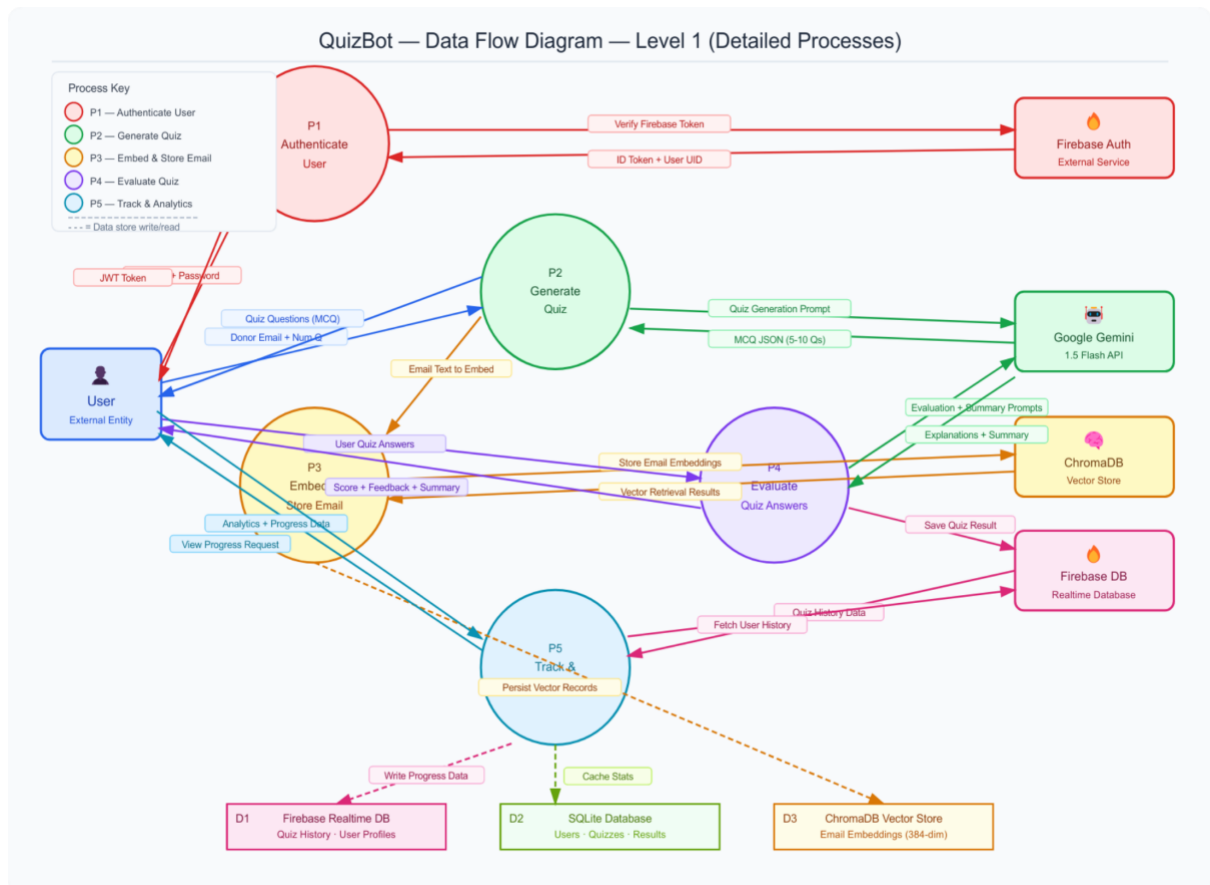 QuizBot — Data Flow Diagram — Level 1 (Detailed Processes)
Process Key
P1 — Authenticate User
P2 — Generate Quiz
P3 — Embed & Store Email
P4 — Evaluate Quiz
P5 — Track & Analytics
= Data store write/read
P1
Authenticate
User
Verify Firebase Token
ID Token + User UID
Firebase Auth
External Service
JWT Token
+ Password
P2
Generate
Quiz
Quiz Questions (MCQ)
Donor Email + Num Q
Quiz Generation Prompt
MCQ JSON (5-10 Qs)
Google Gemini
1.5 Flash API
Email Text to Embed
User
External Entity
Evaluation + Summary Prompts
Explanations + Summary
User Quiz Answers
Score + Feedback + Summary
P3
Store Email
Store Email Embeddings
Vector Retrieval Results
P4
Evaluate
Quiz Answers
ChromaDB
Vector Store
Analytics + Progress Data
View Progress Request
Save Quiz Result
Firebase DB
Realtime Database
Quiz History Data
Fetch User History
P5
Track &
Persist Vector Records
Write Progress Data
Cache Stats
D1
Firebase Realtime DB
Quiz History · User Profiles
D2
SQLite Database
Users · Quizzes · Results
D3
ChromaDB Vector Store
Email Embeddings (384-dim)